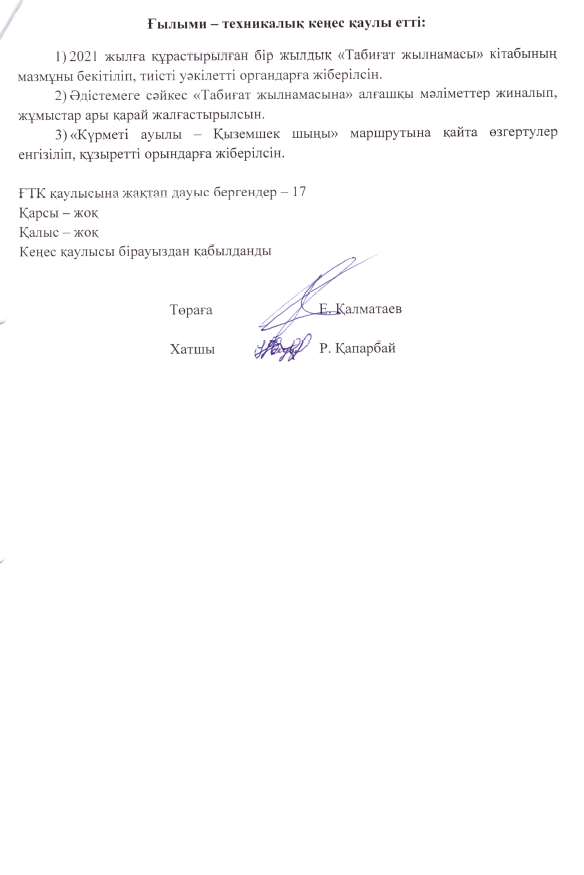 Ғылыми – техникалық кеңес қаулы етті:
1) 2021 жылға құрастырылған бір жылдық «Табиғат жылнамасы» кітабының
мазмұны бекітіліп, тиісті уәкілетті органдарға жіберілсін.
2) Әдістемеге сәйкес «Табиғат жылнамасына» алғашқы мәліметтер жиналып,
жұмыстар ары қарай жалғастырылсын.
3) «Күрметі ауылы – Қыземшек шыңы» маршрутына қайта өзгертулер
енгізіліп, құзыретті орындарға жіберілсін.
ҒТК қаулысына жақтап дауыс бергендер – 17
Қарсы – жоқ
Қалыс – жоқ
Кеңес қаулысы бірауыздан қабылданды
Төраға Е. Қалматаев
Хатшы Р. Қапарбай